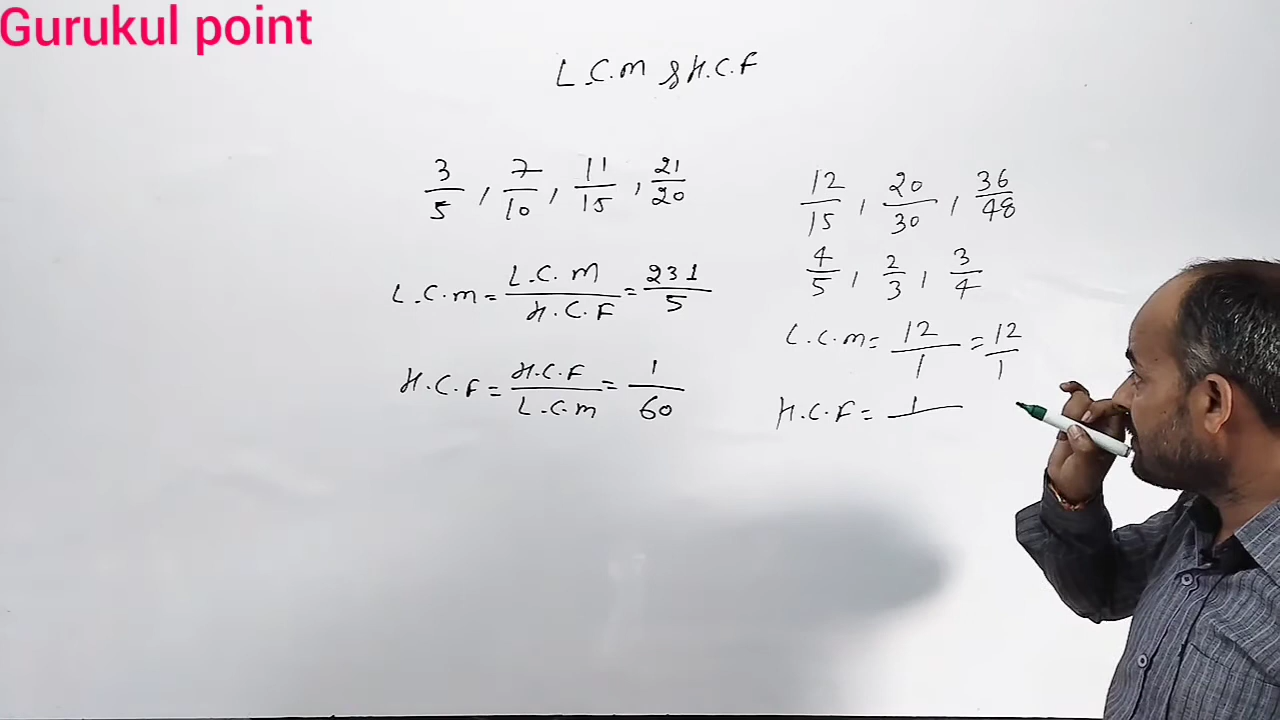 Gurukul point
L.C.M & H.C.F
3/5, 7/10, 11/15, 21/20
L.C.M = L.C.M/H.C.F = 231/5
H.C.F = H.C.F/L.C.M = 1/60
12/15, 20/30, 36/48
4/5, 2/3, 3/4
L.C.M = 12/1 = 12/1
H.C.F = 1/